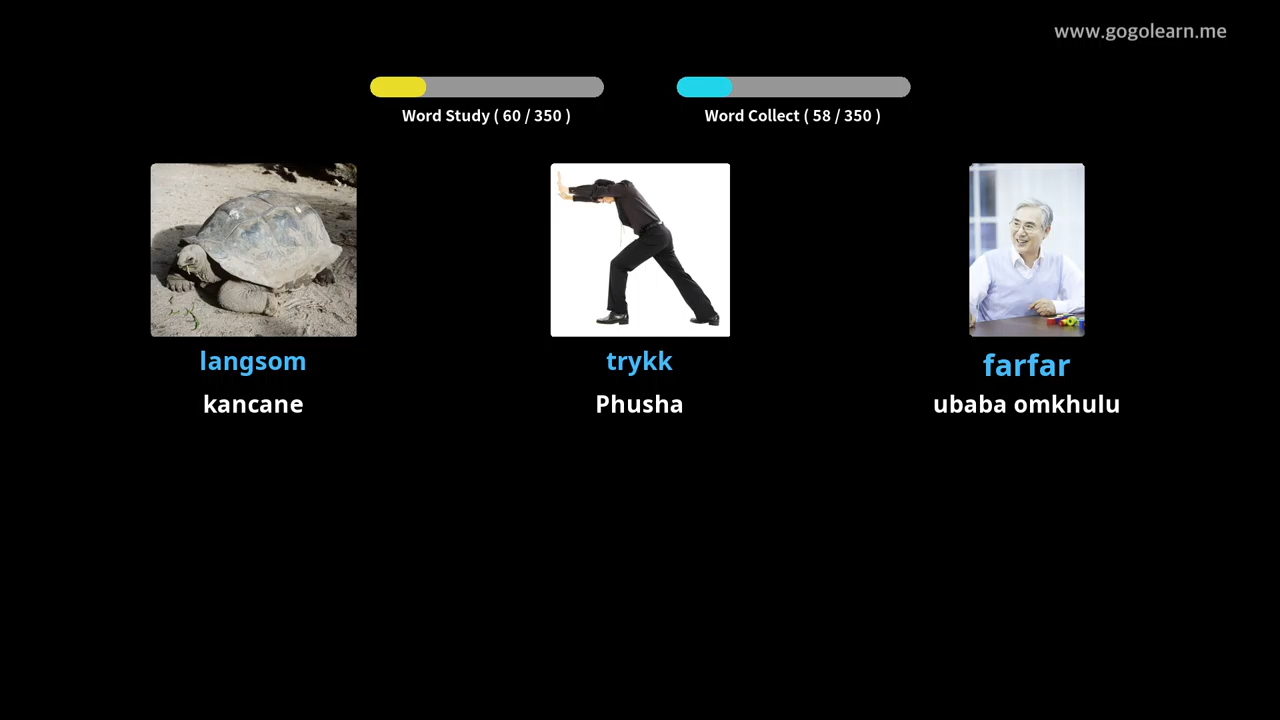 www.gogolearn.me
Word Study ( 60 / 350 )
Word Collect ( 58 / 350 )
langsom
trykk
farfar
kancane
Phusha
ubaba omkhulu